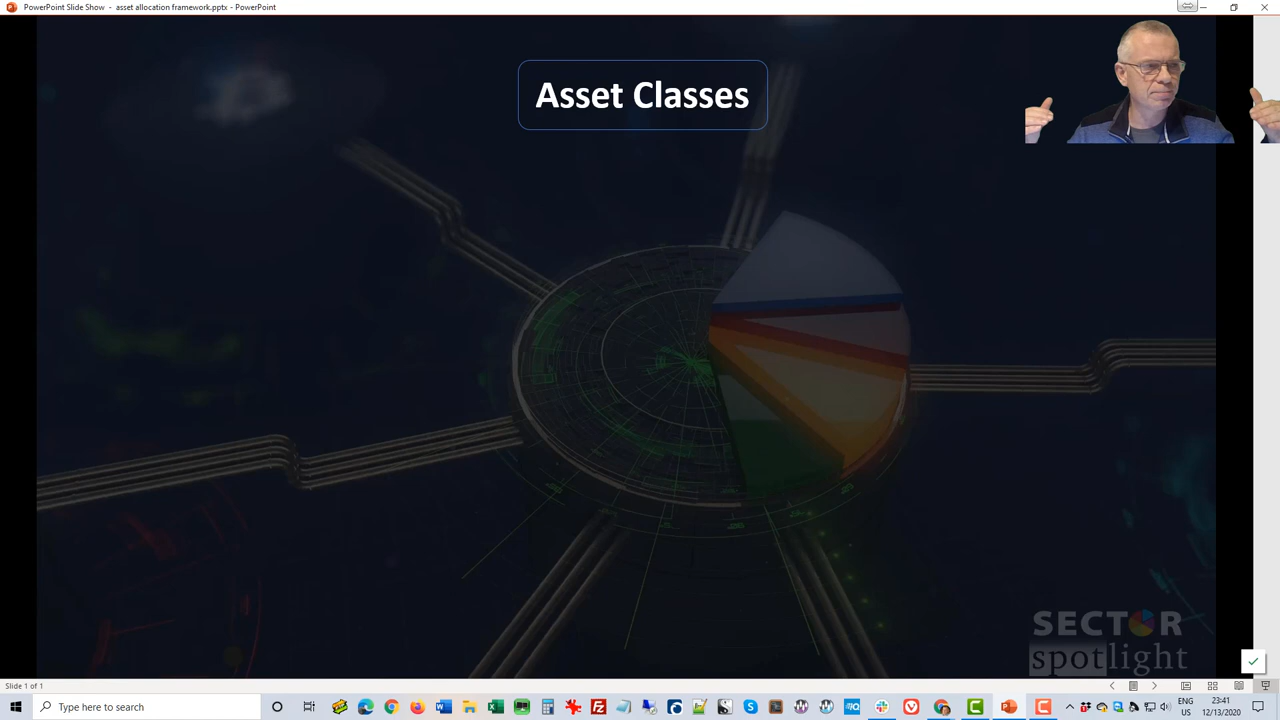 PowerPoint Slide Show - asset allocation framework.pptx - PowerPoint
Asset Classes
SECTOR
spotlight
Slide 1 of 1
Type here to search
ENG
US
23:41
12/13/2020